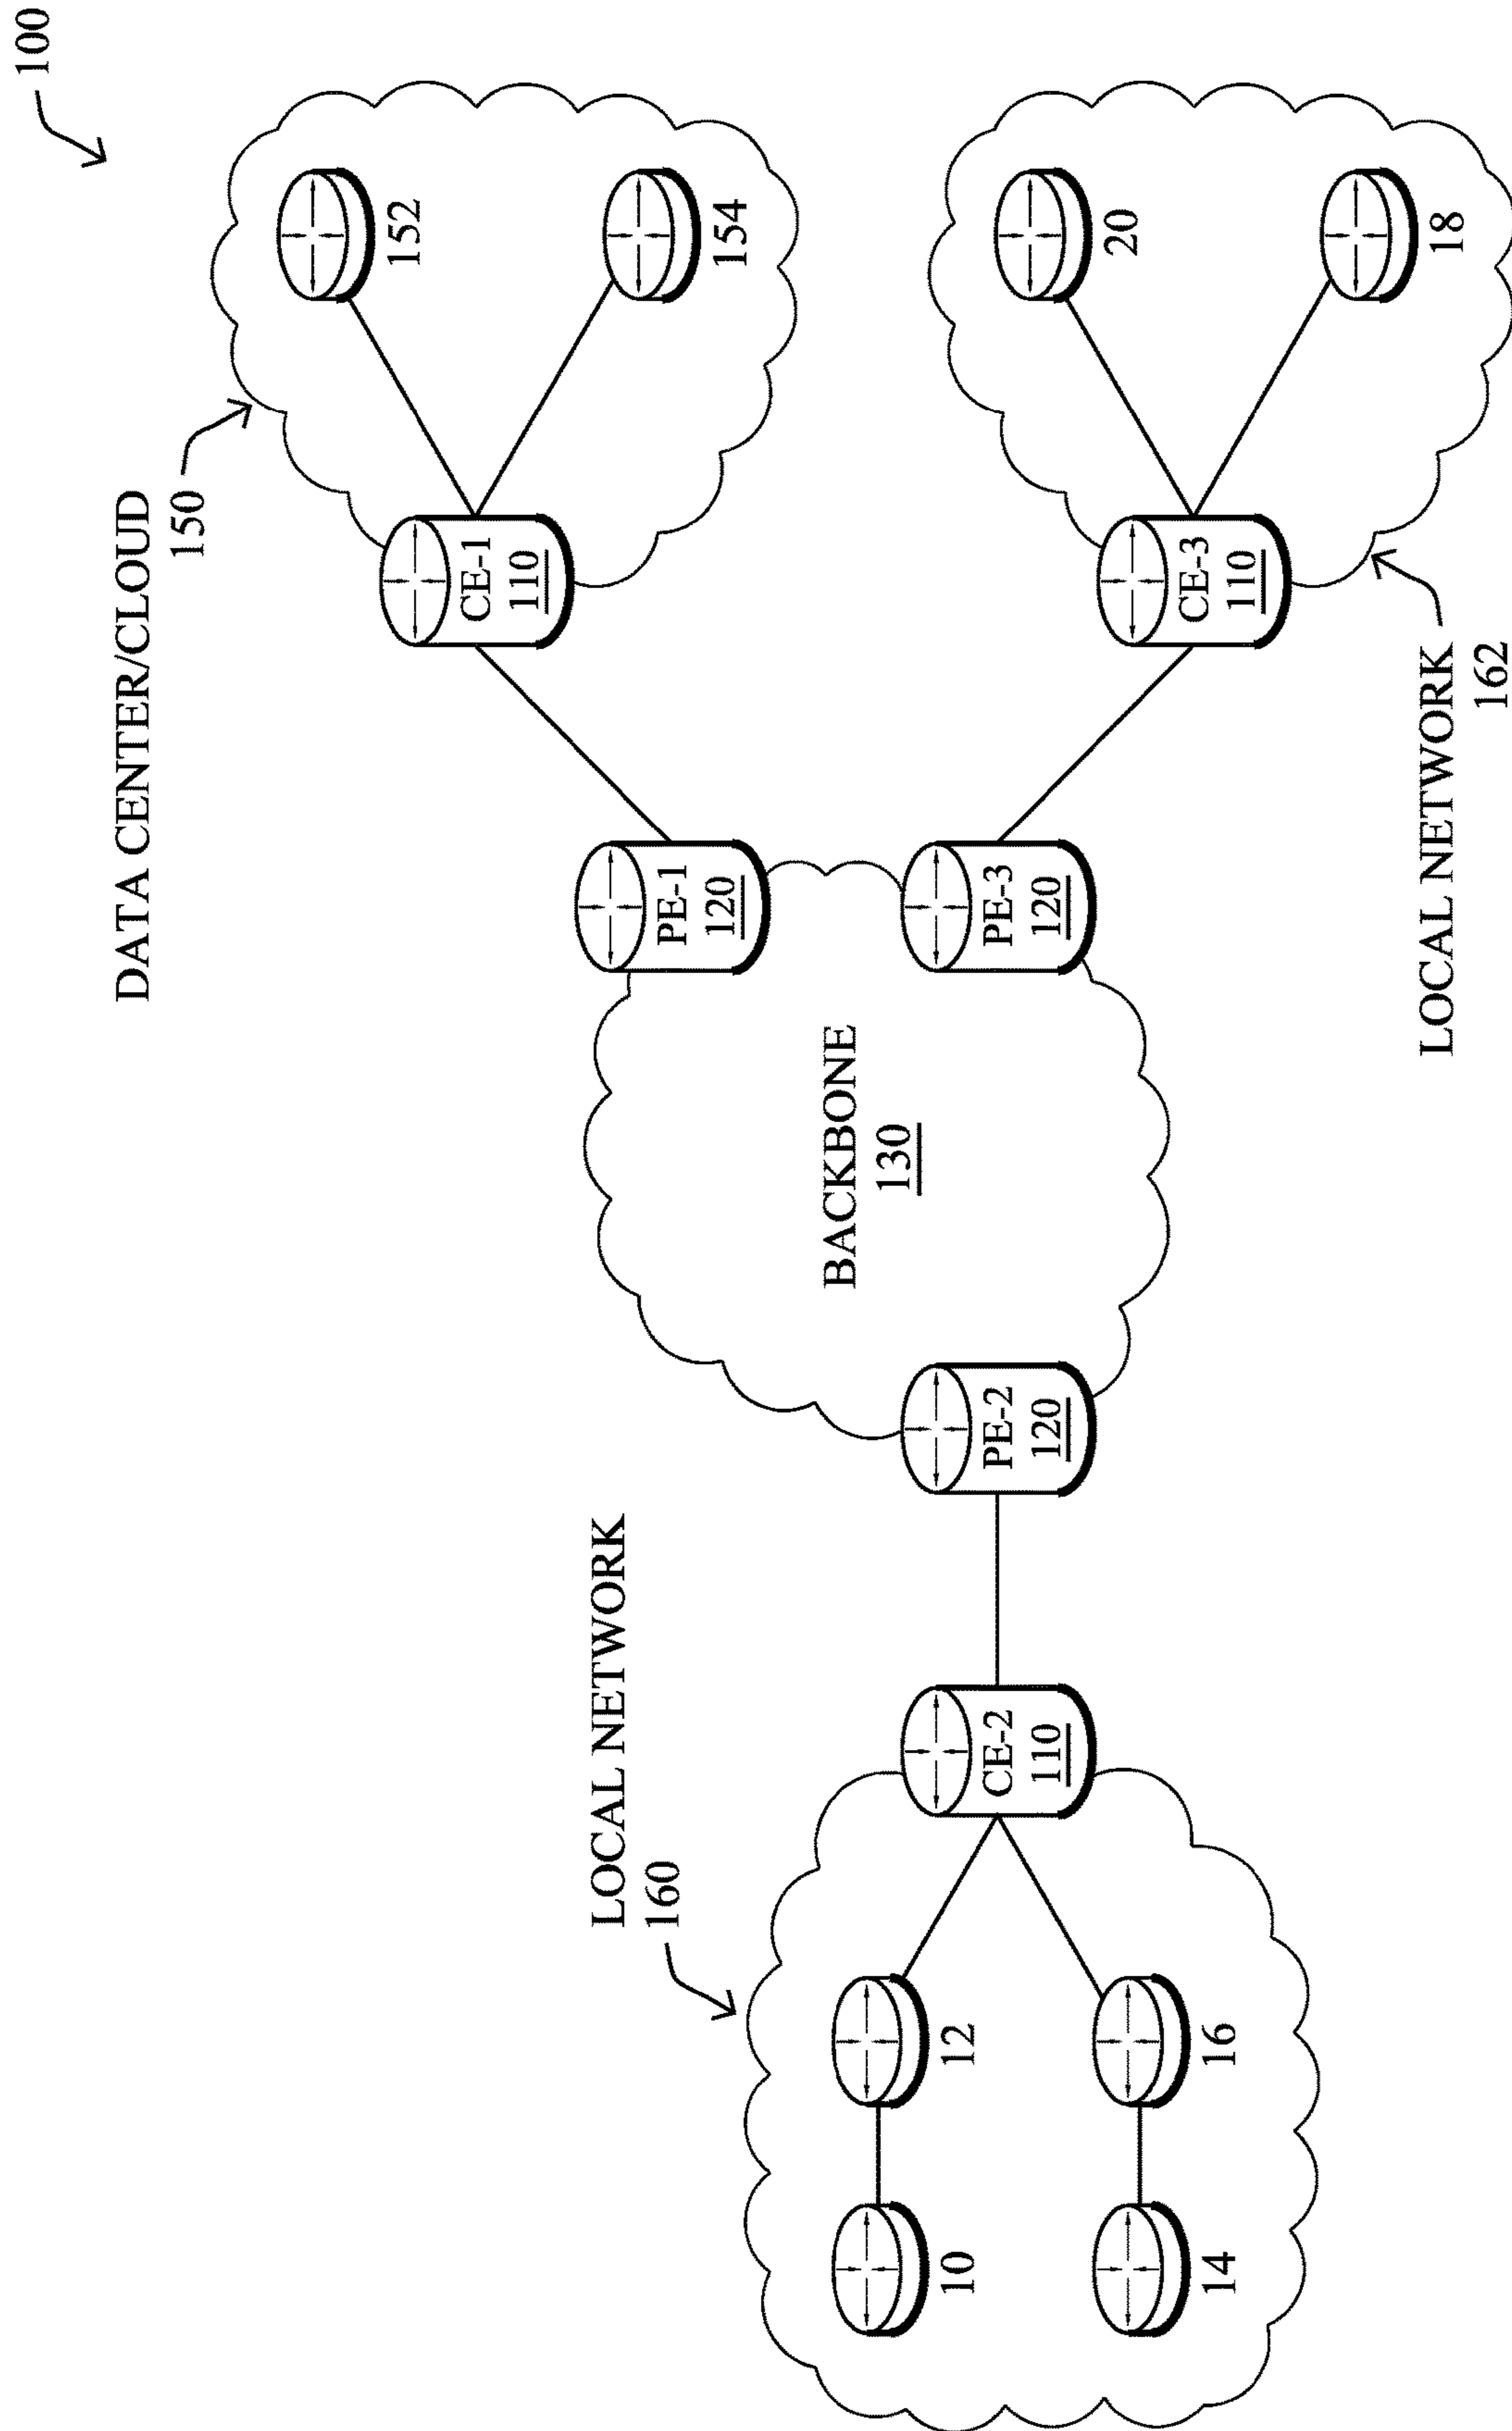 100
DATA CENTER/CLOUD
150
152
154
CE-1
110
PE-1
120
BACKBONE
130
PE-3
120
PE-2
120
LOCAL NETWORK
160
CE-2
110
10
12
14
16
CE-3
110
20
18
LOCAL NETWORK
162